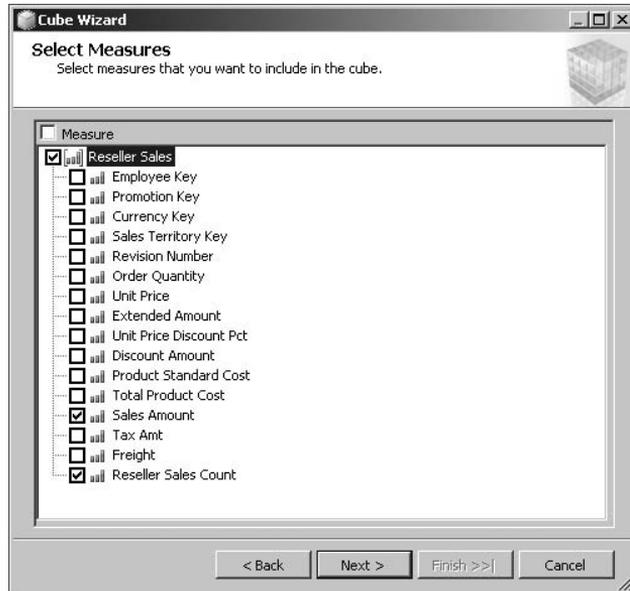 Cube Wizard
Select Measures
Select measures that you want to include in the cube.
Measure
Reseller Sales
Employee Key
Promotion Key
Currency Key
Sales Territory Key
Revision Number
Order Quantity
Unit Price
Extended Amount
Unit Price Discount Pct
Discount Amount
Product Standard Cost
Total Product Cost
Sales Amount
Tax Amt
Freight
Reseller Sales Count
< Back Next > Finish >>| Cancel